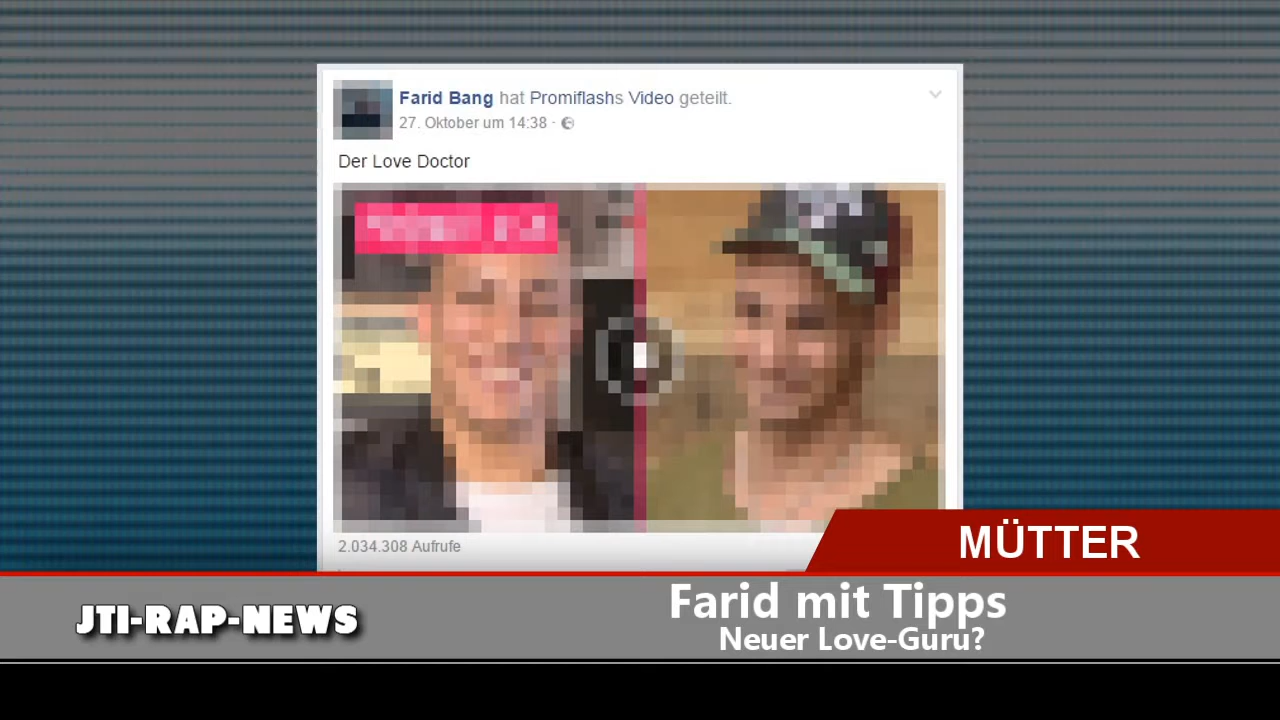 Farid Bang hat Promiflashs Video geteilt.
27. Oktober um 14:38 ·
Der Love Doctor
2.034.308 Aufrufe
MÜTTER
JTI-RAP-NEWS
Farid mit Tipps
Neuer Love-Guru?